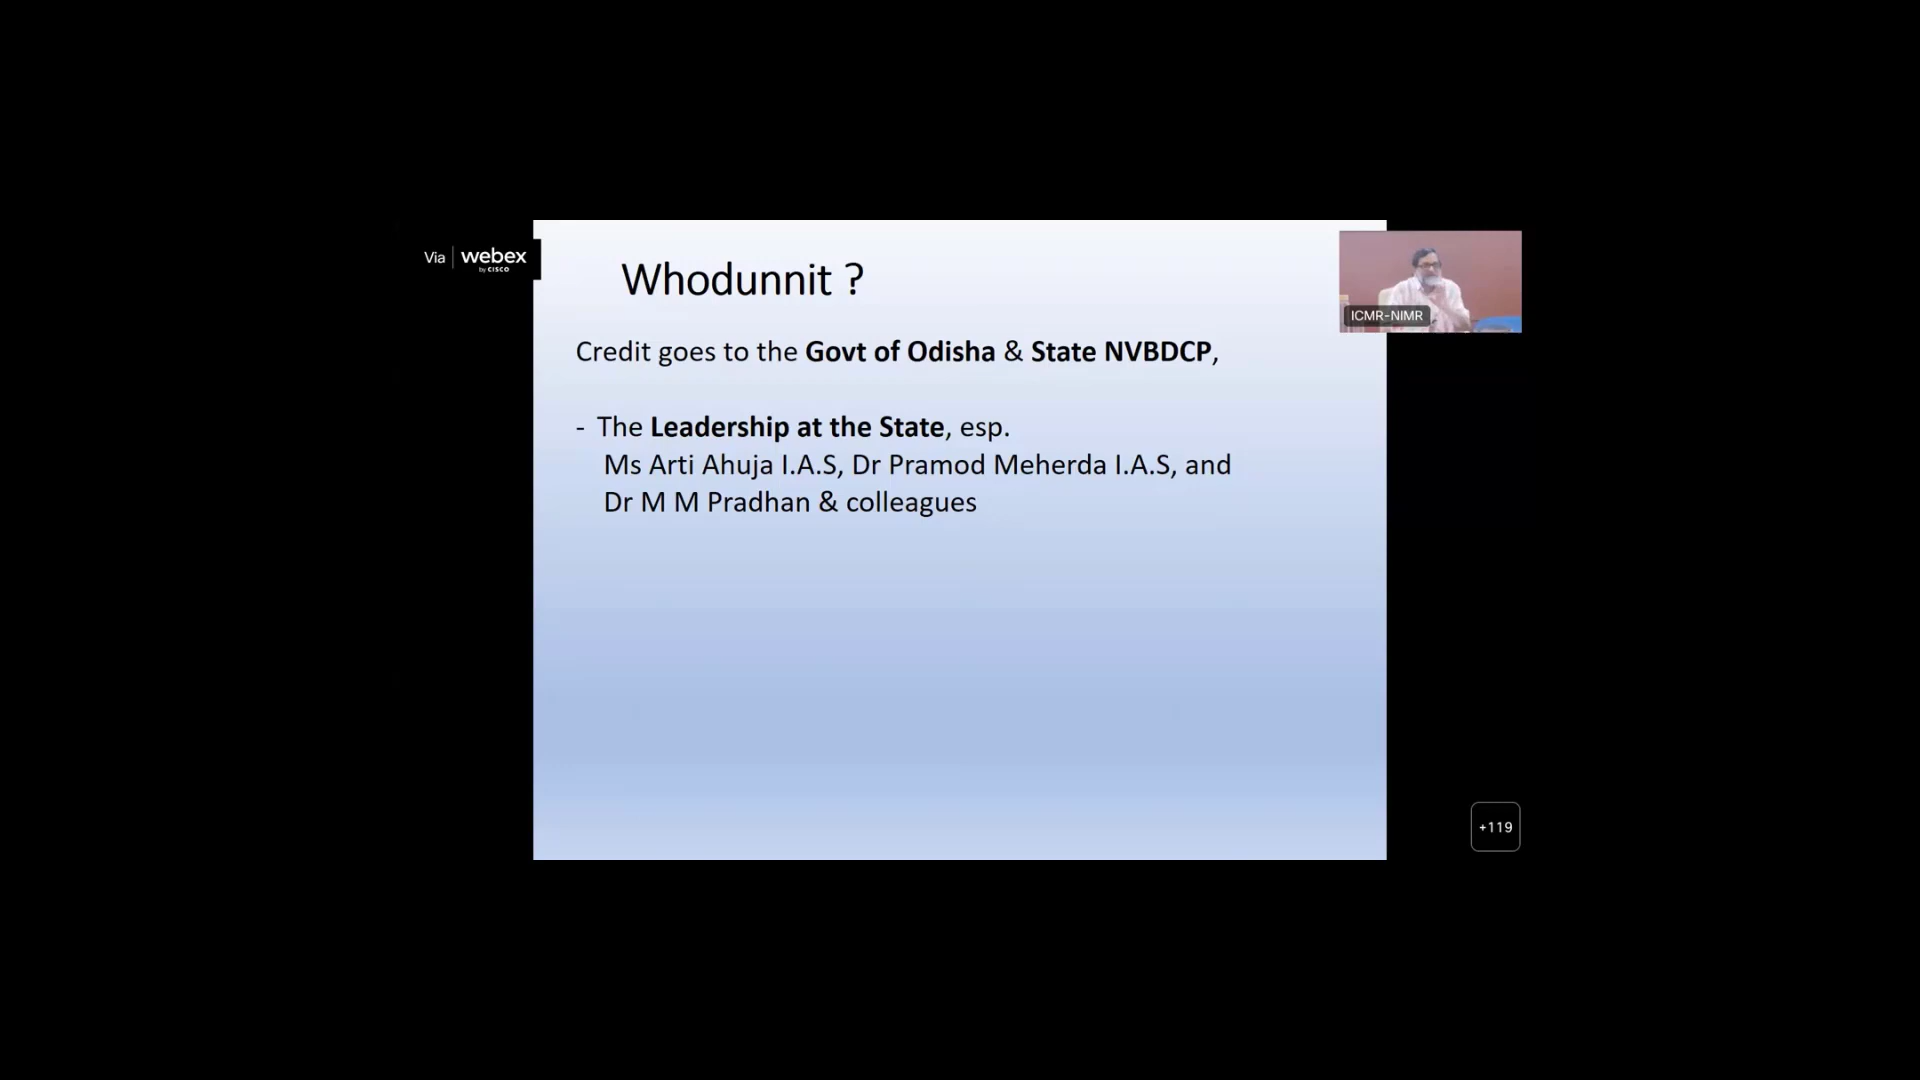 Via | webex
by CISCO
Whodunnit ?
ICMR-NIMR
Credit goes to the Govt of Odisha & State NVBDCP,
- The Leadership at the State, esp.
Ms Arti Ahuja I.A.S, Dr Pramod Meherda I.A.S, and
Dr M M Pradhan & colleagues
+119